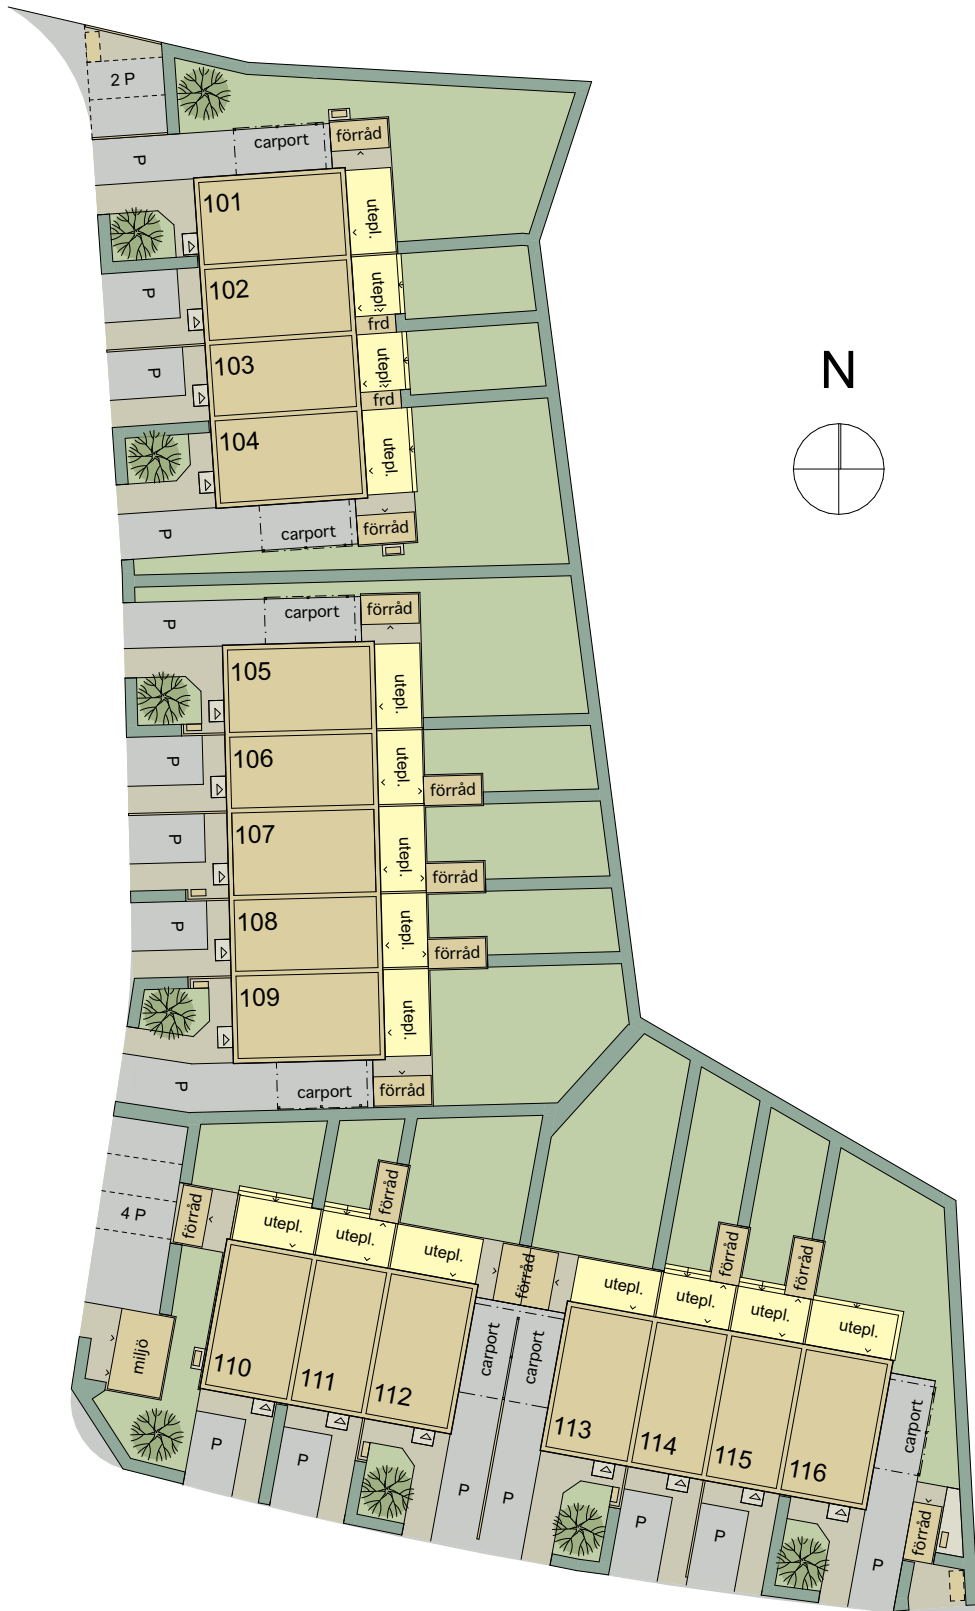 2 P
P
carport
förråd
101
utepl.
P
102
utepl.
frd
N
P
103
utepl.
frd
104
utepl.
P
carport
förråd
P
carport
förråd
105
utepl.
P
106
utepl.
förråd
P
107
utepl.
förråd
P
108
utepl.
förråd
109
utepl.
P
carport
förråd
4 P
förråd
utepl.
utepl.
förråd
utepl.
förråd
utepl.
utepl.
förråd
utepl.
förråd
utepl.
miljö
110
111
112
carport
carport
113
114
115
116
carport
P
P
P
P
P
P
P
förråd